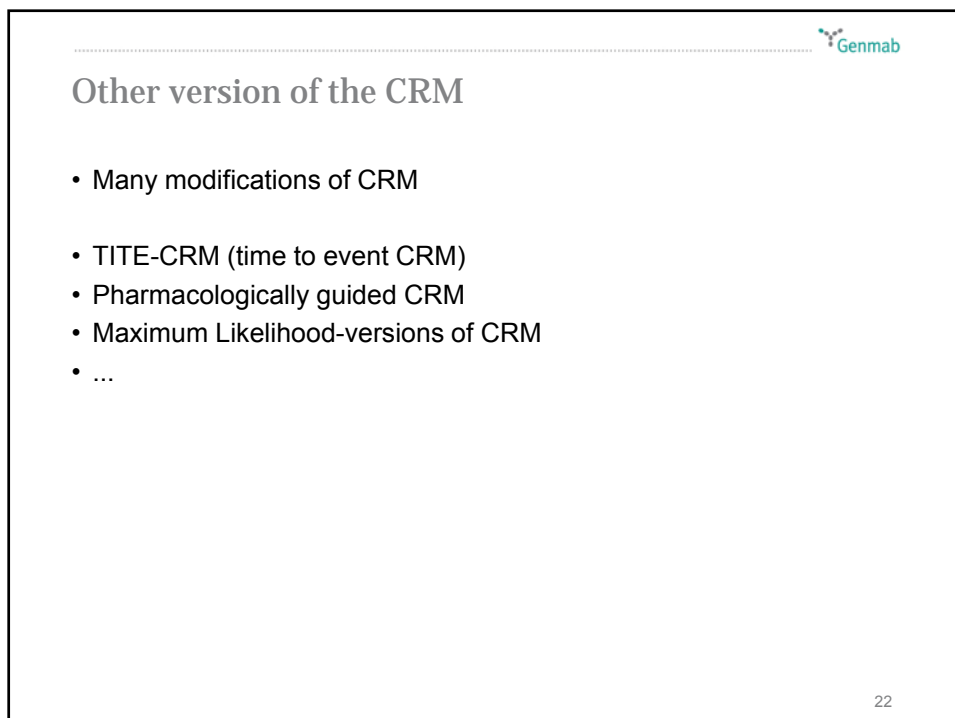 Genmab
Other version of the CRM
• Many modifications of CRM
• TITE-CRM (time to event CRM)
• Pharmacologically guided CRM
• Maximum Likelihood-versions of CRM
• ...
22